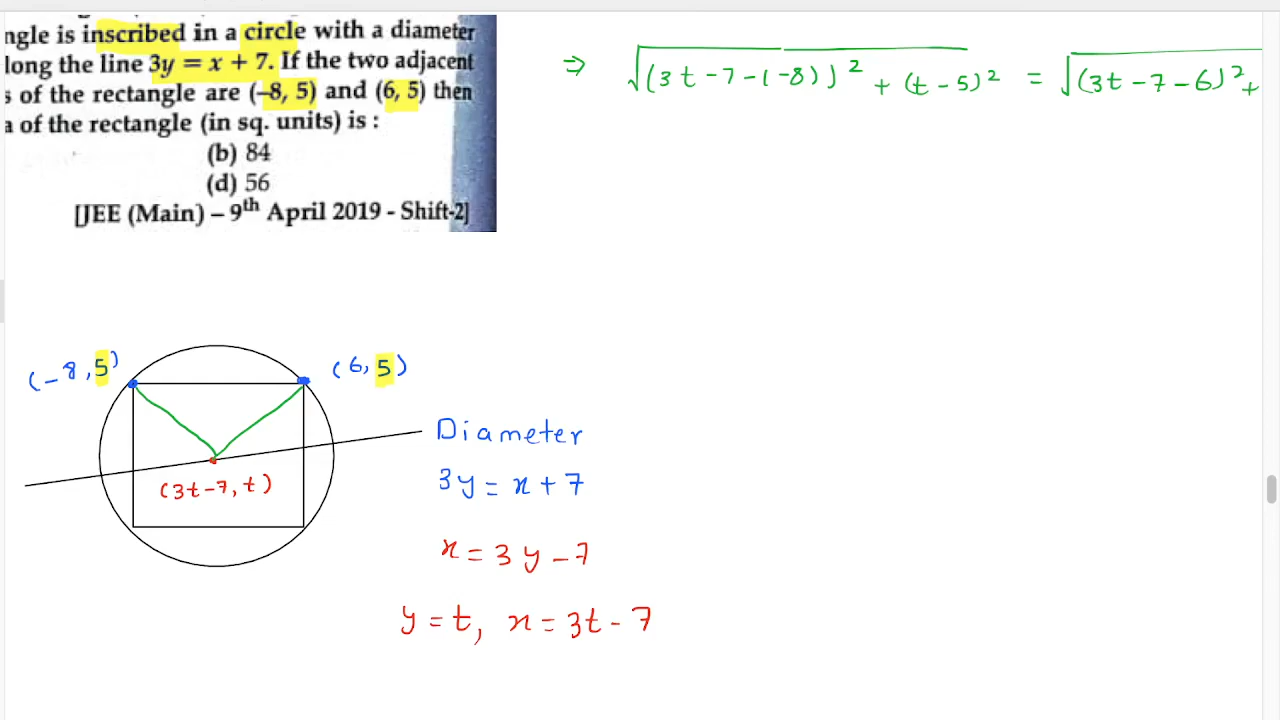 ngle is inscribed in a circle with a diameter
long the line 3y = x + 7. If the two adjacent
s of the rectangle are (–8, 5) and (6, 5) then
a of the rectangle (in sq. units) is :
(b) 84
(d) 56
[JEE (Main) – 9th April 2019 - Shift-2]
⇒ √(3t-7-(-8))² + (t-5)² = √(3t-7-6)² +
(-8, 5)
(6, 5)
(3t-7, t)
Diameter
3y = x + 7
x = 3y - 7
y = t, x = 3t - 7